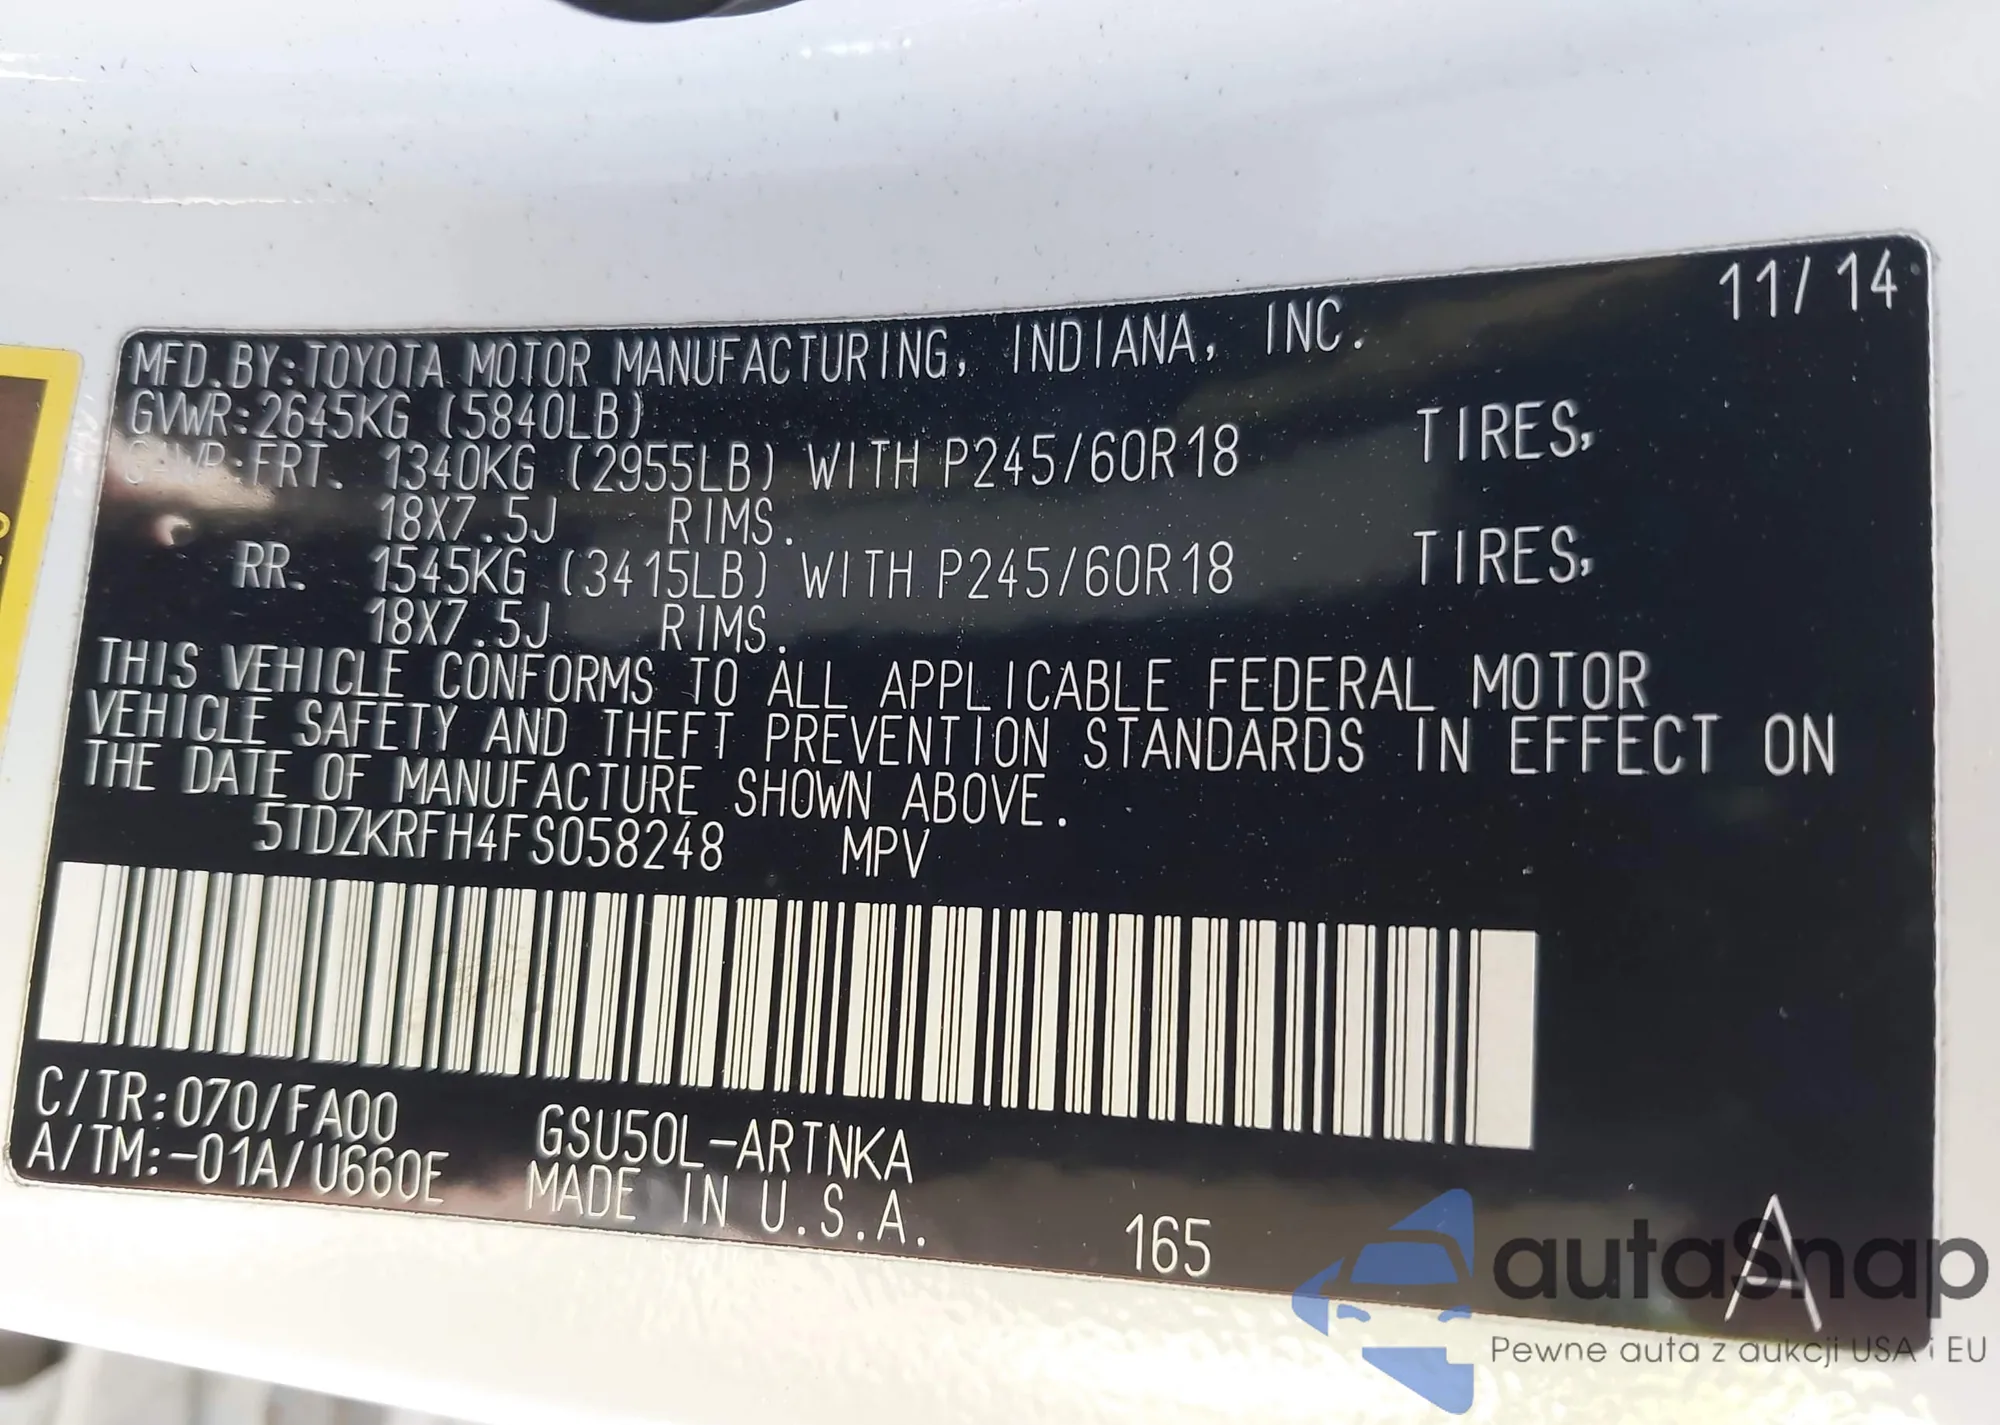 11/14
MFD.BY:TOYOTA MOTOR MANUFACTURING, INDIANA, INC.
GVWR:2645KG (5840LB)
GAWR:FRT. 1340KG (2955LB) WITH P245/60R18 TIRES,
18X7.5J RIMS.
RR. 1545KG (3415LB) WITH P245/60R18 TIRES,
18X7.5J RIMS.
THIS VEHICLE CONFORMS TO ALL APPLICABLE FEDERAL MOTOR
VEHICLE SAFETY AND THEFT PREVENTION STANDARDS IN EFFECT ON
THE DATE OF MANUFACTURE SHOWN ABOVE.
5TDZKRFH4FS058248 MPV
C/TR:070/FA00 GSU50L-ARTNKA
A/TM:-01A/U660E MADE IN U.S.A.
165 A
autaSnap
Pewne auta z aukcji USA i EU